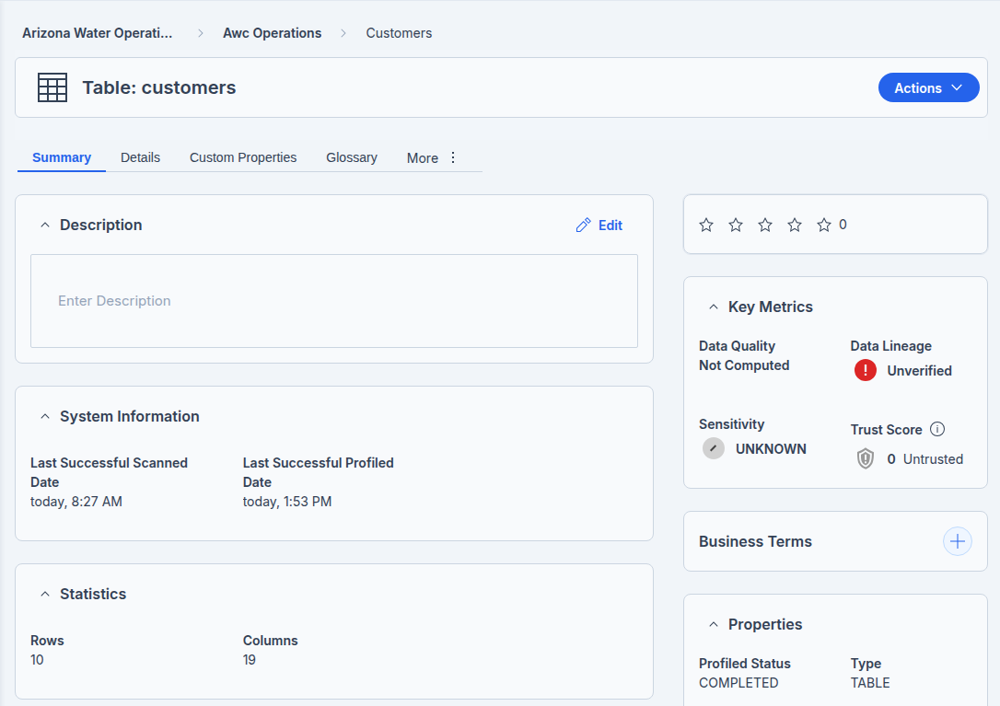 Arizona Water Operati... > Awc Operations > Customers
Table: customers
Actions
Summary Details Custom Properties Glossary More
Description
Edit
Enter Description
System Information
Last Successful Scanned
Date
today, 8:27 AM
Last Successful Profiled
Date
today, 1:53 PM
Statistics
Rows
10
Columns
19
0
Key Metrics
Data Quality
Not Computed
Data Lineage
Unverified
Sensitivity
UNKNOWN
Trust Score
0 Untrusted
Business Terms
Properties
Profiled Status
COMPLETED
Type
TABLE